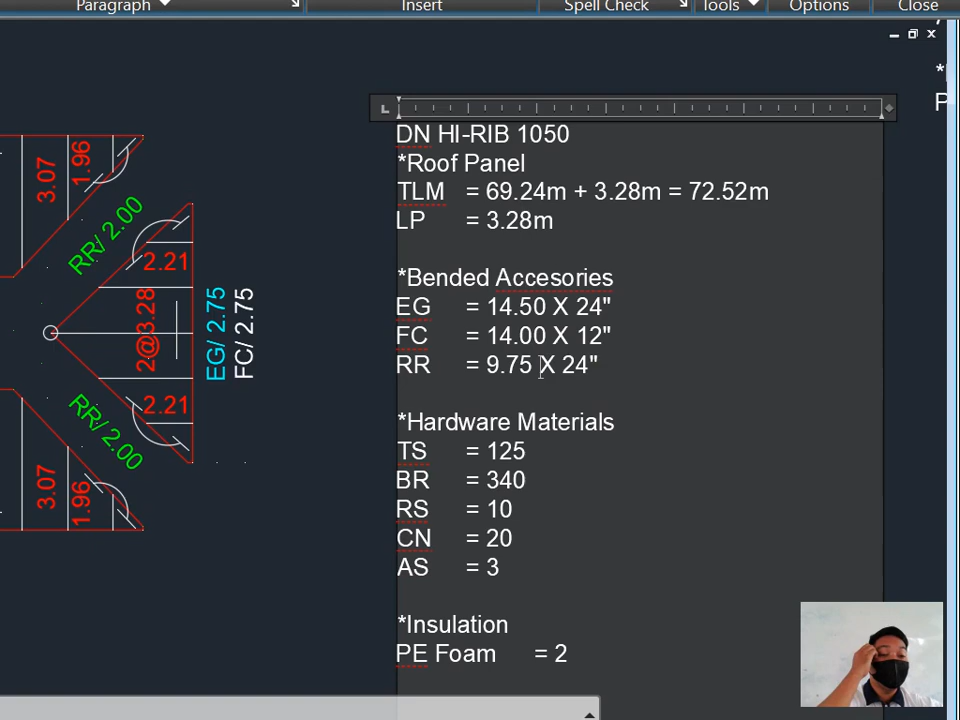 Paragraph
Insert
Spell Check
Tools
Options
Close
DN HI-RIB 1050
*Roof Panel
TLM = 69.24m + 3.28m = 72.52m
LP = 3.28m
*Bended Accesories
EG = 14.50 X 24"
FC = 14.00 X 12"
RR = 9.75 X 24"
*Hardware Materials
TS = 125
BR = 340
RS = 10
CN = 20
AS = 3
*Insulation
PE Foam = 2
3.07
1.96
RR/ 2.00
2.21
2@3.28
EG/ 2.75
FC/ 2.75
2.21
RR/ 2.00
3.07
1.96